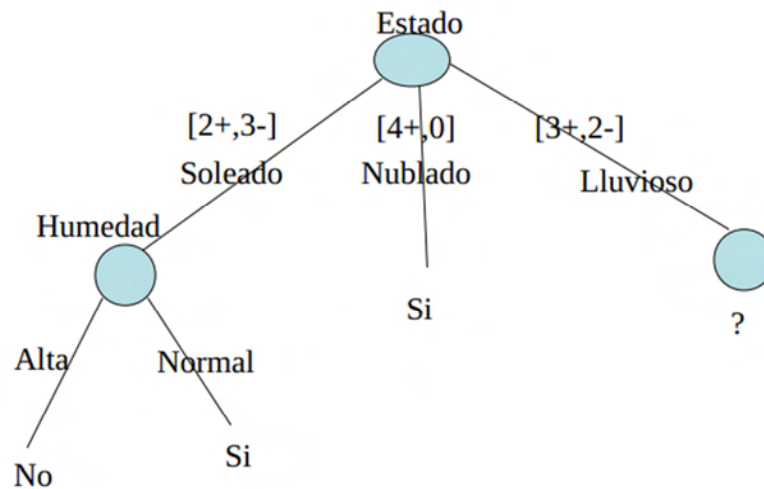 Estado
[2+,3-] [4+,0] [3+,2-]
Soleado Nublado Lluvioso
Humedad
Si
?
Alta Normal
Si
No